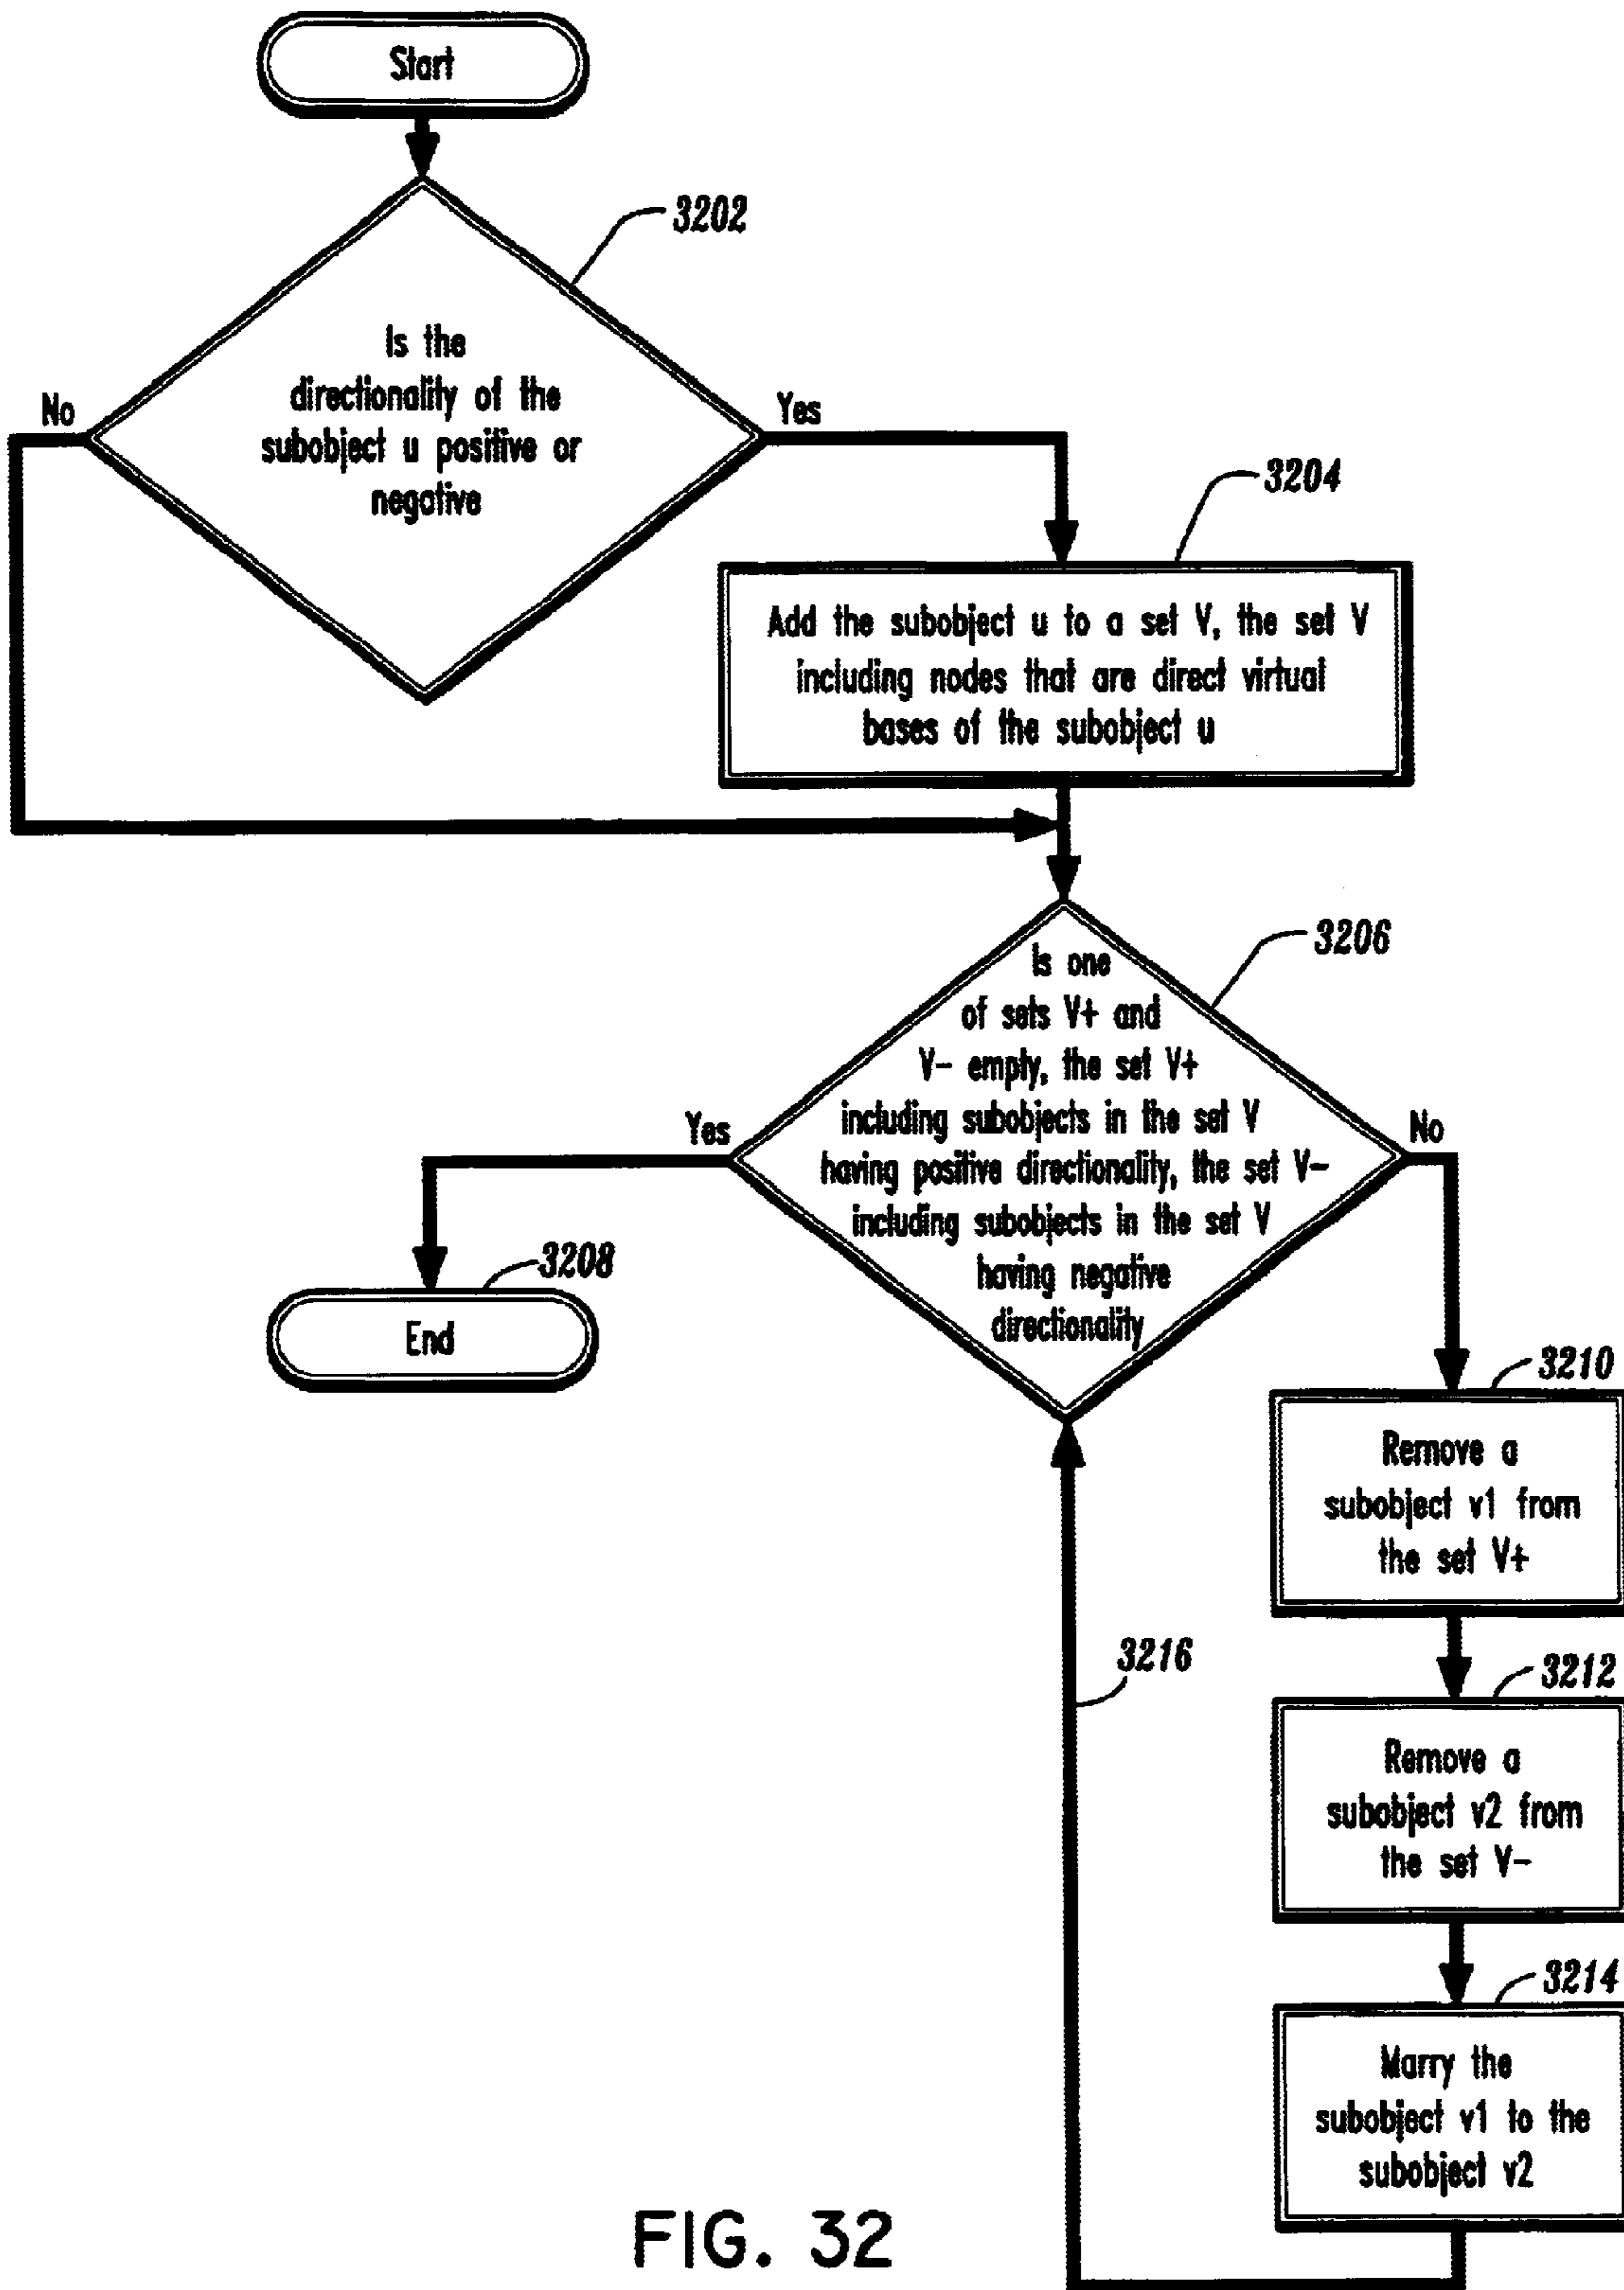 Start
3202
Is the
directionality of the
subobject u positive or
negative
No
Yes
3204
Add the subobject u to a set V, the set V
including nodes that are direct virtual
bases of the subobject u
3206
Is one
of sets V+ and
V- empty, the set V+
including subobjects in the set V
having positive directionality, the set V-
including subobjects in the set V
having negative
directionality
Yes
No
3208
End
3210
Remove a
subobject v1 from
the set V+
3216
3212
Remove a
subobject v2 from
the set V-
3214
Marry the
subobject v1 to the
subobject v2
FIG. 32